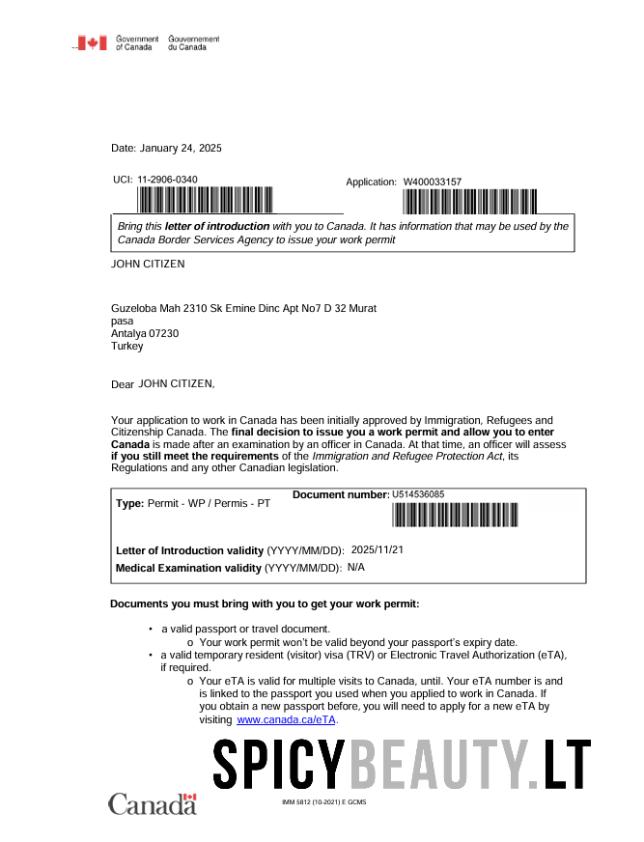 Government Gouvernement
of Canada du Canada
Date: January 24, 2025
UCI: 11-2906-0340
Application: W400033157
Bring this letter of introduction with you to Canada. It has information that may be used by the
Canada Border Services Agency to issue your work permit
JOHN CITIZEN
Guzeloba Mah 2310 Sk Emine Dinc Apt No7 D 32 Murat
pasa
Antalya 07230
Turkey
Dear JOHN CITIZEN,
Your application to work in Canada has been initially approved by Immigration, Refugees and
Citizenship Canada. The final decision to issue you a work permit and allow you to enter
Canada is made after an examination by an officer in Canada. At that time, an officer will assess
if you still meet the requirements of the Immigration and Refugee Protection Act, its
Regulations and any other Canadian legislation.
Document number: U514536085
Type: Permit - WP / Permis - PT
Letter of Introduction validity (YYYY/MM/DD): 2025/11/21
Medical Examination validity (YYYY/MM/DD): N/A
Documents you must bring with you to get your work permit:
• a valid passport or travel document.
o Your work permit won't be valid beyond your passport's expiry date.
• a valid temporary resident (visitor) visa (TRV) or Electronic Travel Authorization (eTA),
if required.
o Your eTA is valid for multiple visits to Canada, until. Your eTA number is and
is linked to the passport you used when you applied to work in Canada. If
you obtain a new passport before, you will need to apply for a new eTA by
visiting www.canada.ca/eTA.
SPICYBEAUTY.LT
Canada
IMM 5812 (10-2021) E GCMS